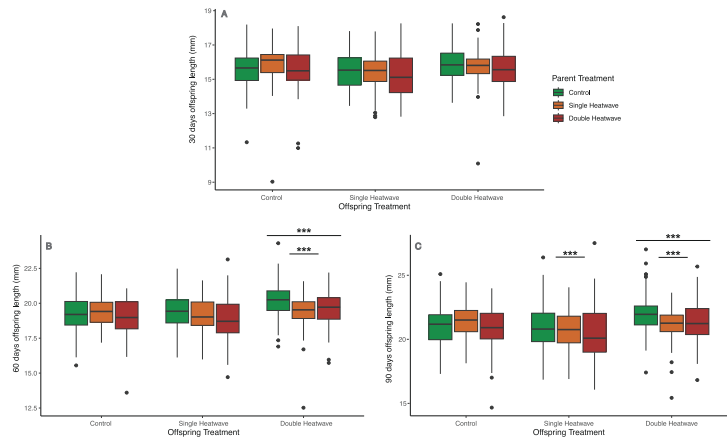 A
19
17
15
13
11
9
30 days offspring length (mm)
Control
Single Heatwave
Double Heatwave
Offspring Treatment
Parent Treatment
Control
Single Heatwave
Double Heatwave
B
22.5
20.0
17.5
15.0
12.5
60 days offspring length (mm)
***
***
Control
Single Heatwave
Double Heatwave
Offspring Treatment
C
25
20
15
90 days offspring length (mm)
***
***
***
Control
Single Heatwave
Double Heatwave
Offspring Treatment